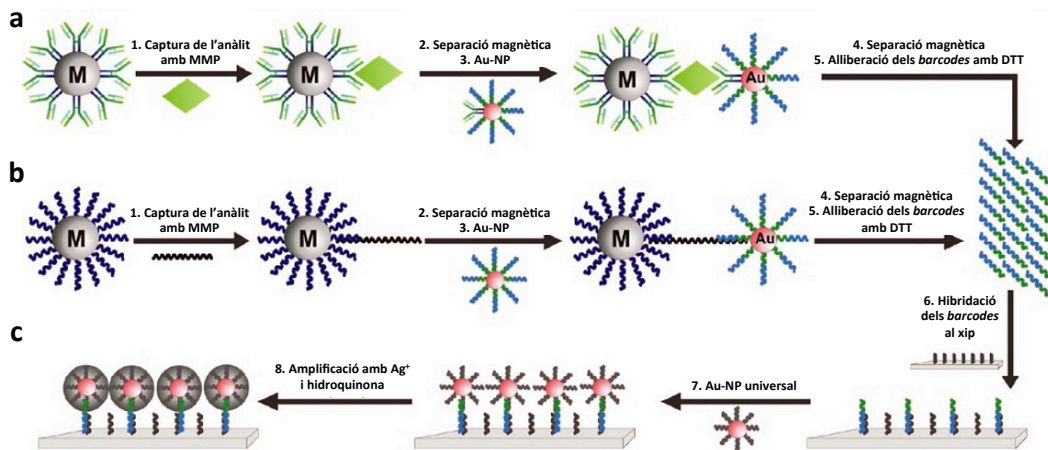 a
1. Captura de l'anàlit
amb MMP
2. Separació magnètica
3. Au-NP
4. Separació magnètica
5. Alliberació dels barcodes amb DTT
M
M
M
Au
b
1. Captura de l'anàlit
amb MMP
2. Separació magnètica
3. Au-NP
4. Separació magnètica
5. Alliberació dels barcodes
amb DTT
M
M
M
Au
6. Hibridació
dels barcodes
al xip
c
8. Amplificació amb Ag⁺
i hidroquinona
7. Au-NP universal